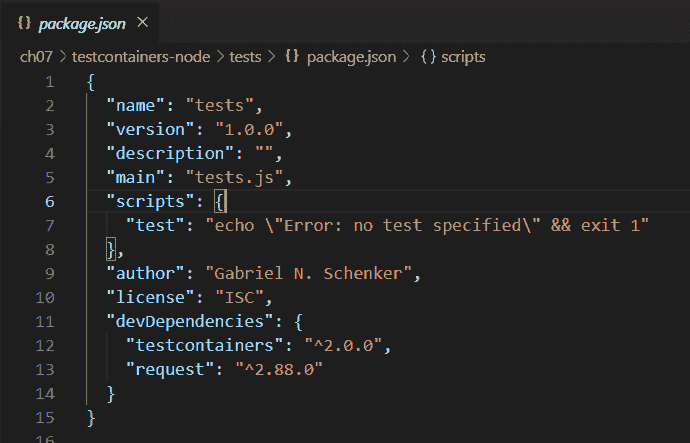 {} package.json ×
ch07 > testcontainers-node > tests > {} package.json > {} scripts
1 {
2 "name": "tests",
3 "version": "1.0.0",
4 "description": "",
5 "main": "tests.js",
6 "scripts": {
7 "test": "echo \"Error: no test specified\" && exit 1"
8 },
9 "author": "Gabriel N. Schenker",
10 "license": "ISC",
11 "devDependencies": {
12 "testcontainers": "^2.0.0",
13 "request": "^2.88.0"
14 }
15 }
16